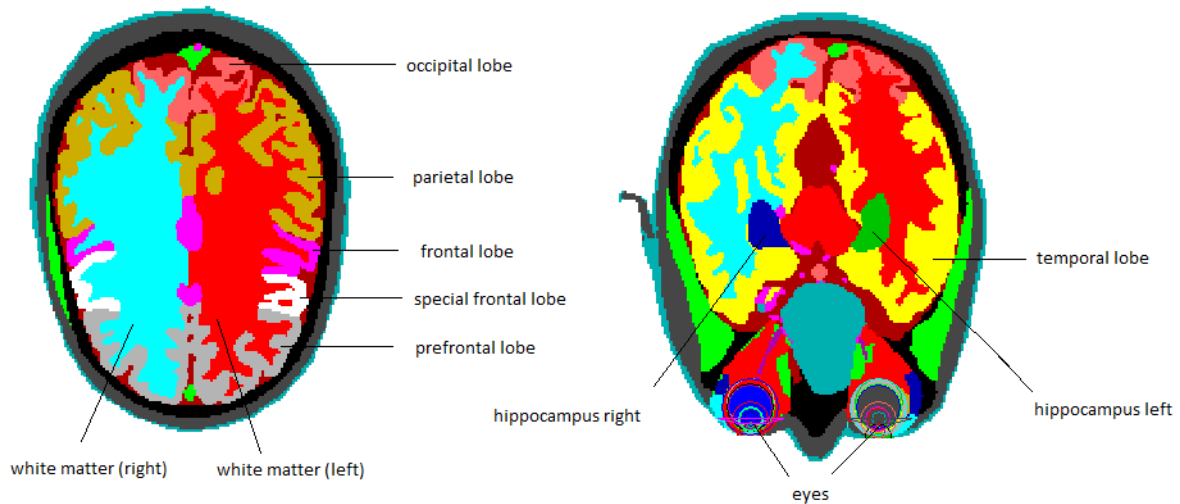 occipital lobe
parietal lobe
frontal lobe
special frontal lobe
prefrontal lobe
white matter (right)
white matter (left)
temporal lobe
hippocampus right
hippocampus left
eyes